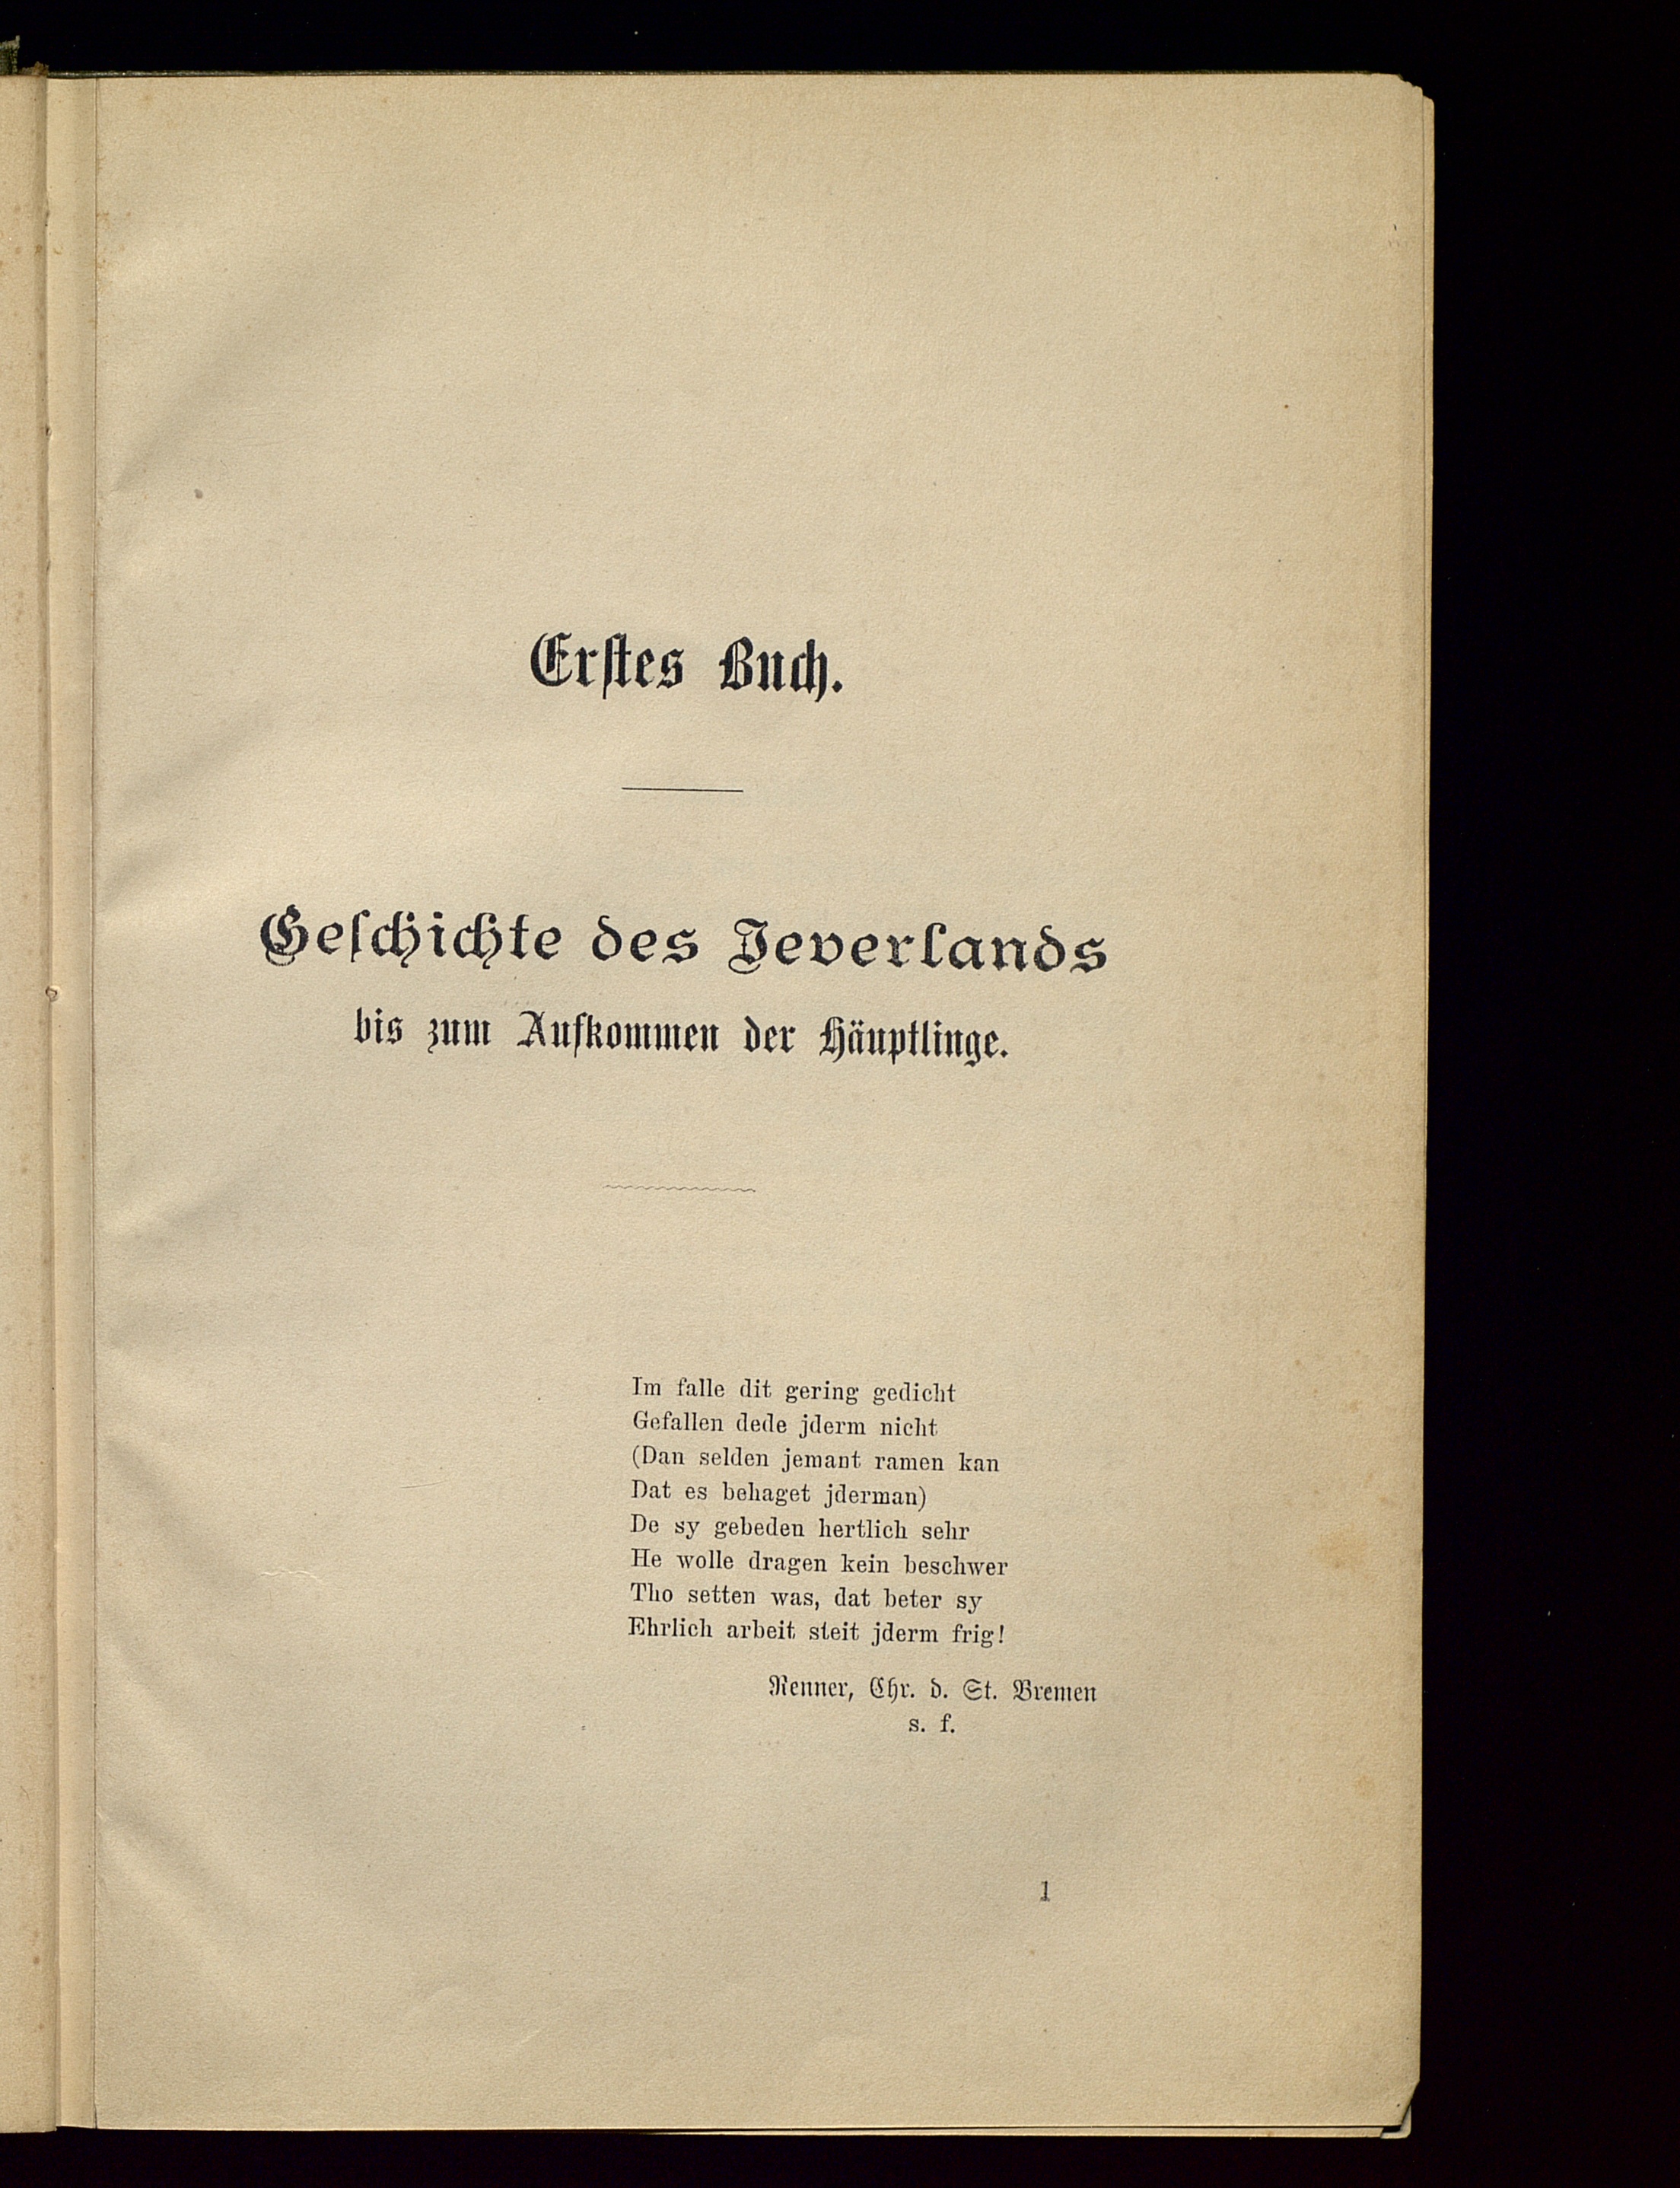 Erſtes Buch.
Geſchichte des Jeverlands
bis zum Aufkommen der Häuptlinge.
Im falle dit gering gedicht
Gefallen dede jderm nicht
(Dan selden jemant ramen kan
Dat es behaget jderman)
De sy gebeden hertlich sehr
He wolle dragen kein beschwer
Tho setten was, dat beter sy
Ehrlich arbeit steit jderm frig!
Renner, Chr. d. St. Bremen
s. f.
1